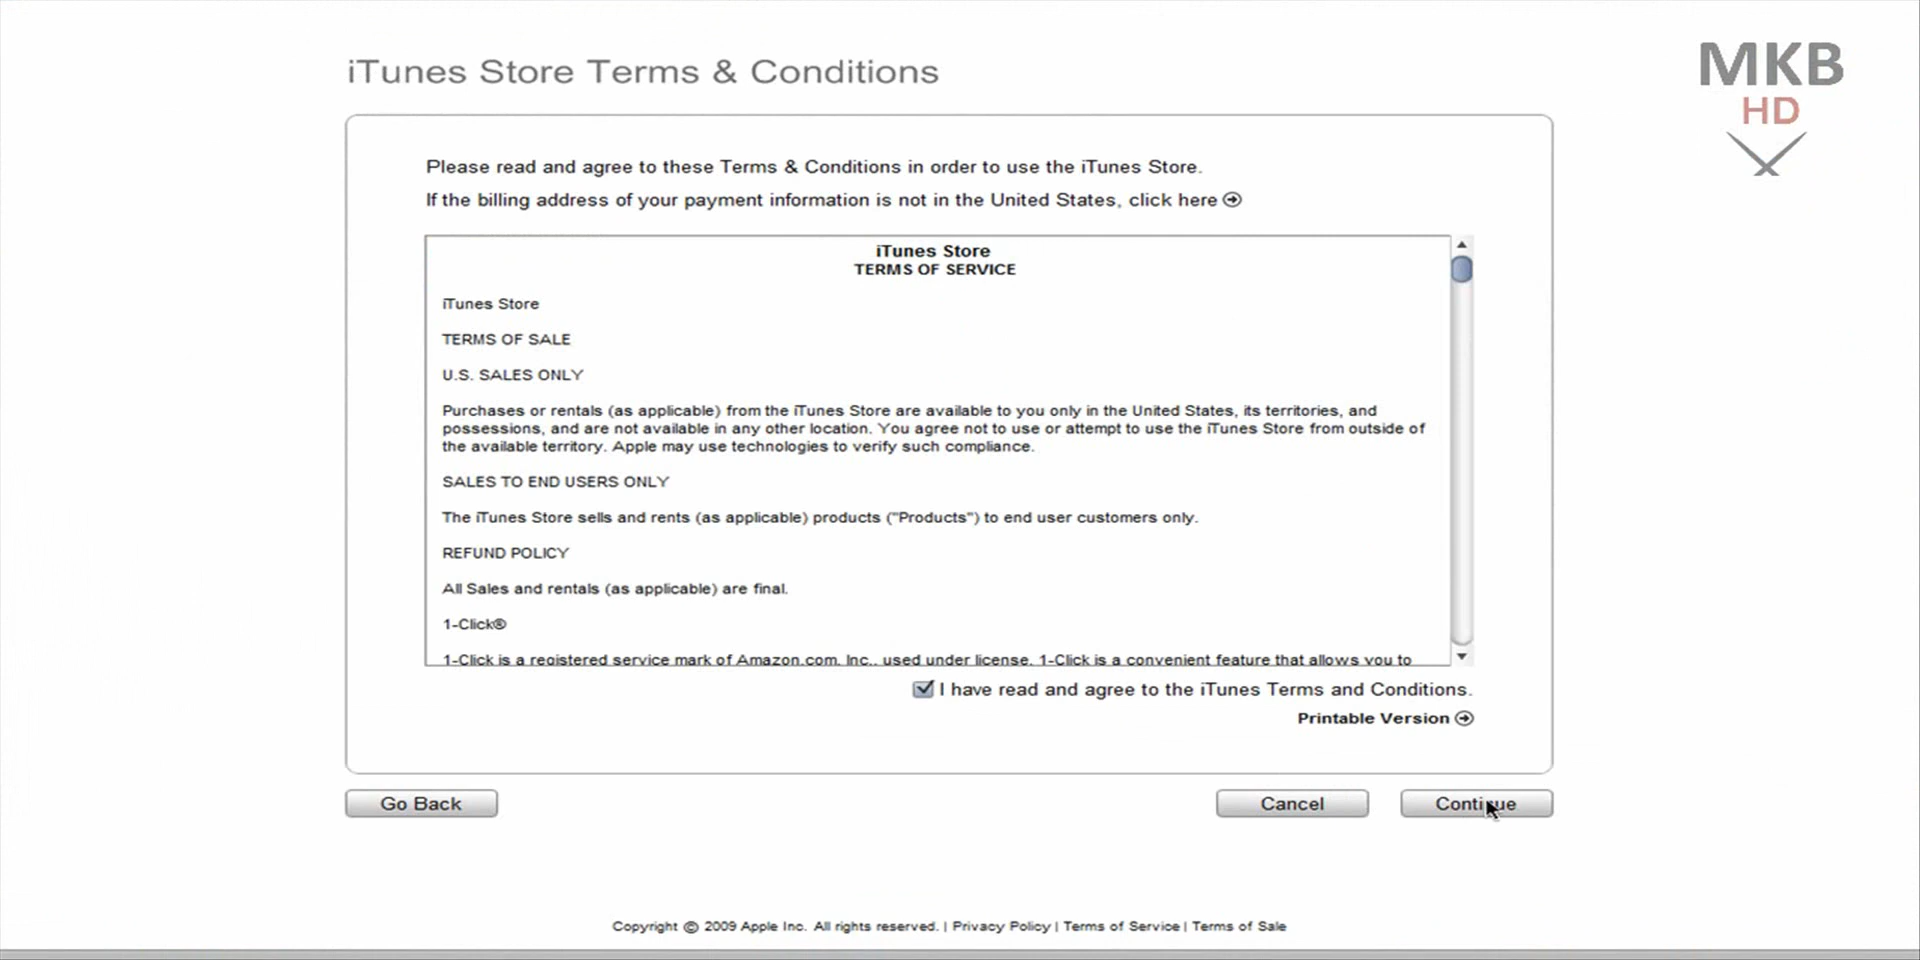 MKB
HD
iTunes Store Terms & Conditions
Please read and agree to these Terms & Conditions in order to use the iTunes Store.
If the billing address of your payment information is not in the United States, click here
iTunes Store
TERMS OF SERVICE
iTunes Store
TERMS OF SALE
U.S. SALES ONLY
Purchases or rentals (as applicable) from the iTunes Store are available to you only in the United States, its territories, and
possessions, and are not available in any other location. You agree not to use or attempt to use the iTunes Store from outside of
the available territory. Apple may use technologies to verify such compliance.
SALES TO END USERS ONLY
The iTunes Store sells and rents (as applicable) products ("Products") to end user customers only.
REFUND POLICY
All Sales and rentals (as applicable) are final.
1-Click®
1-Click is a registered service mark of Amazon.com, Inc., used under license. 1-Click is a convenient feature that allows you to
I have read and agree to the iTunes Terms and Conditions.
Printable Version
Go Back
Cancel
Continue
Copyright © 2009 Apple Inc. All rights reserved. | Privacy Policy | Terms of Service | Terms of Sale